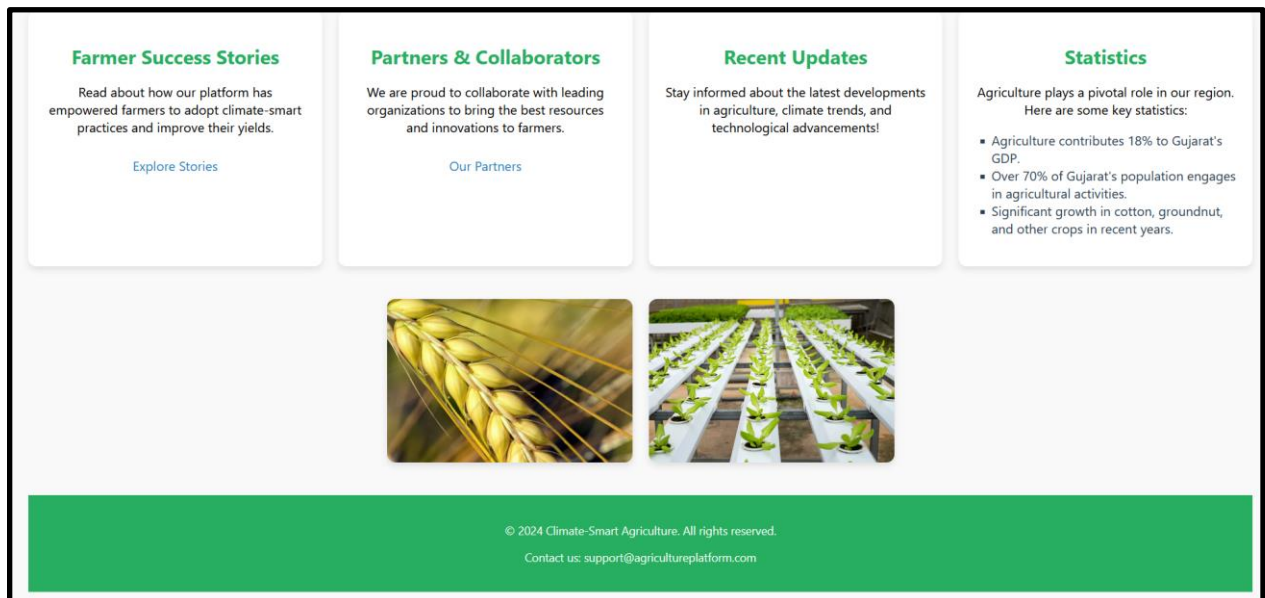 Farmer Success Stories
Read about how our platform has
empowered farmers to adopt climate-smart
practices and improve their yields.
Explore Stories
Partners & Collaborators
We are proud to collaborate with leading
organizations to bring the best resources
and innovations to farmers.
Our Partners
Recent Updates
Stay informed about the latest developments
in agriculture, climate trends, and
technological advancements!
Statistics
Agriculture plays a pivotal role in our region.
Here are some key statistics:
▪ Agriculture contributes 18% to Gujarat's
GDP.
▪ Over 70% of Gujarat's population engages
in agricultural activities.
▪ Significant growth in cotton, groundnut,
and other crops in recent years.
© 2024 Climate-Smart Agriculture. All rights reserved.
Contact us: support@agricultureplatform.com